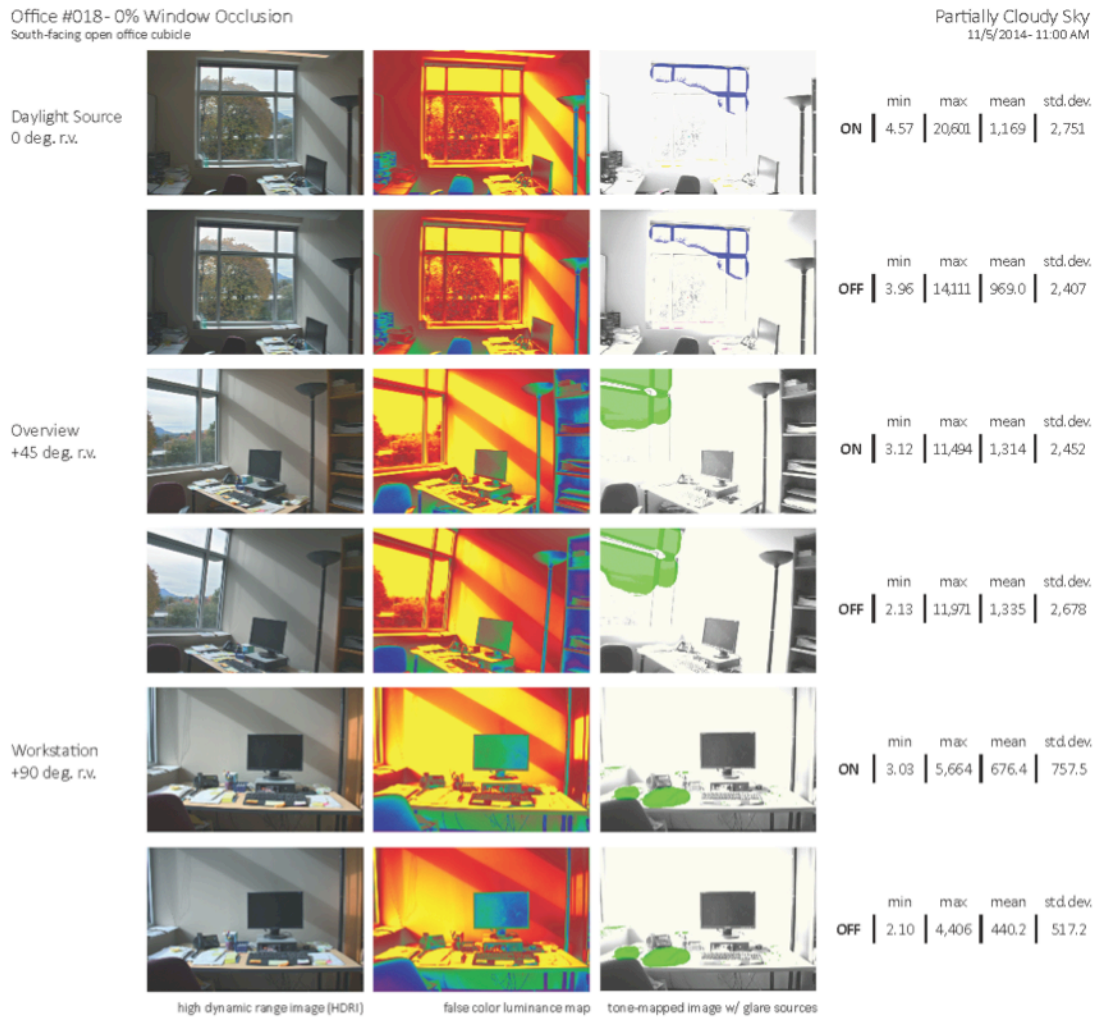 Office #018- 0% Window Occlusion
South-facing open office cubicle
Partially Cloudy Sky
11/5/2014- 11:00 AM
Daylight Source
0 deg. r.v.
min max mean std.dev.
ON 4.57 20,601 1,169 2,751
min max mean std.dev.
OFF 3.96 14,111 969.0 2,407
Overview
+45 deg. r.v.
min max mean std.dev.
ON 3.12 11,494 1,314 2,452
min max mean std.dev.
OFF 2.13 11,971 1,335 2,678
Workstation
+90 deg. r.v.
min max mean std.dev.
ON 3.03 5,664 676.4 757.5
min max mean std.dev.
OFF 2.10 4,406 440.2 517.2
high dynamic range image (HDRI) false color luminance map tone-mapped image w/ glare sources